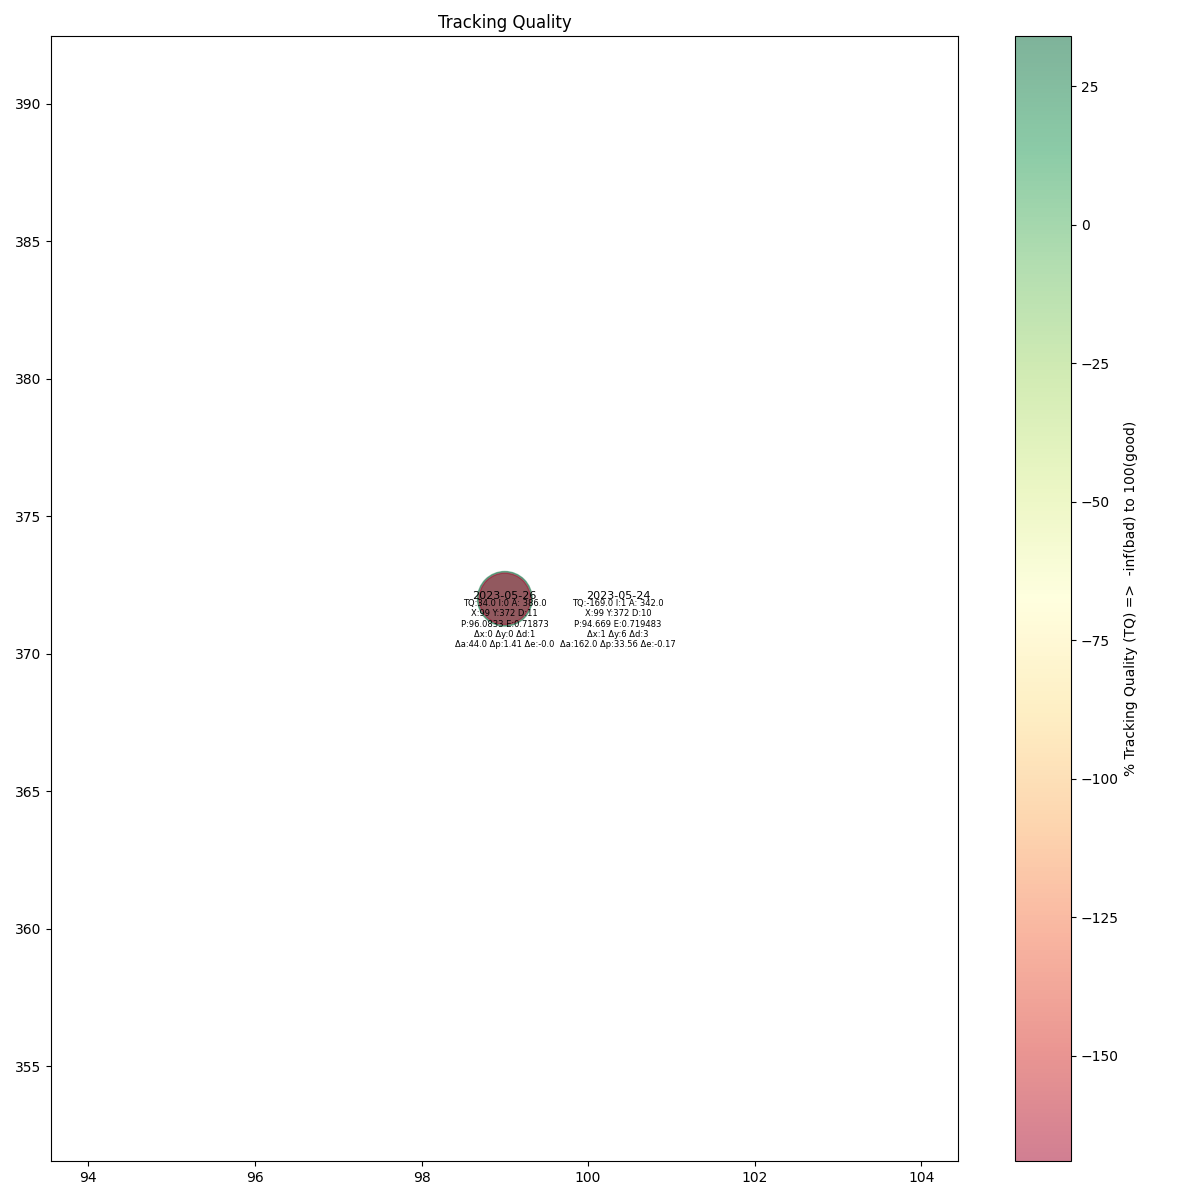 Tracking Quality
390
385
380
375
370
365
360
355
94
96
98
100
102
104
2023-05-26
TQ:34.0 I:0 A: 386.0
X:99 Y:372 D:11
P:96.0833 E:0.71873
Δx:0 Δy:0 Δd:1
Δa:44.0 Δp:1.41 Δe:-0.0
2023-05-24
TQ:-169.0 I:1 A: 342.0
X:99 Y:372 D:10
P:94.669 E:0.719483
Δx:1 Δy:6 Δd:3
Δa:162.0 Δp:33.56 Δe:-0.17
25
0
−25
−50
−75
−100
−125
−150
% Tracking Quality (TQ) => -inf(bad) to 100(good)